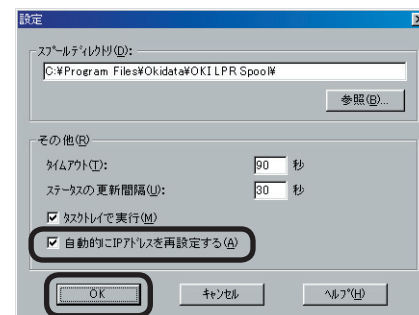 設定
スプールディレクトリ(D):
C:¥Program Files¥Okidata¥OKI LPR Spool¥
参照(B)...
その他(R)
タイムアウト(T): 90 秒
ステータスの更新間隔(U): 30 秒
タスクトレイで実行(M)
自動的にIPアドレスを再設定する(A)
OK キャンセル ヘルプ(H)